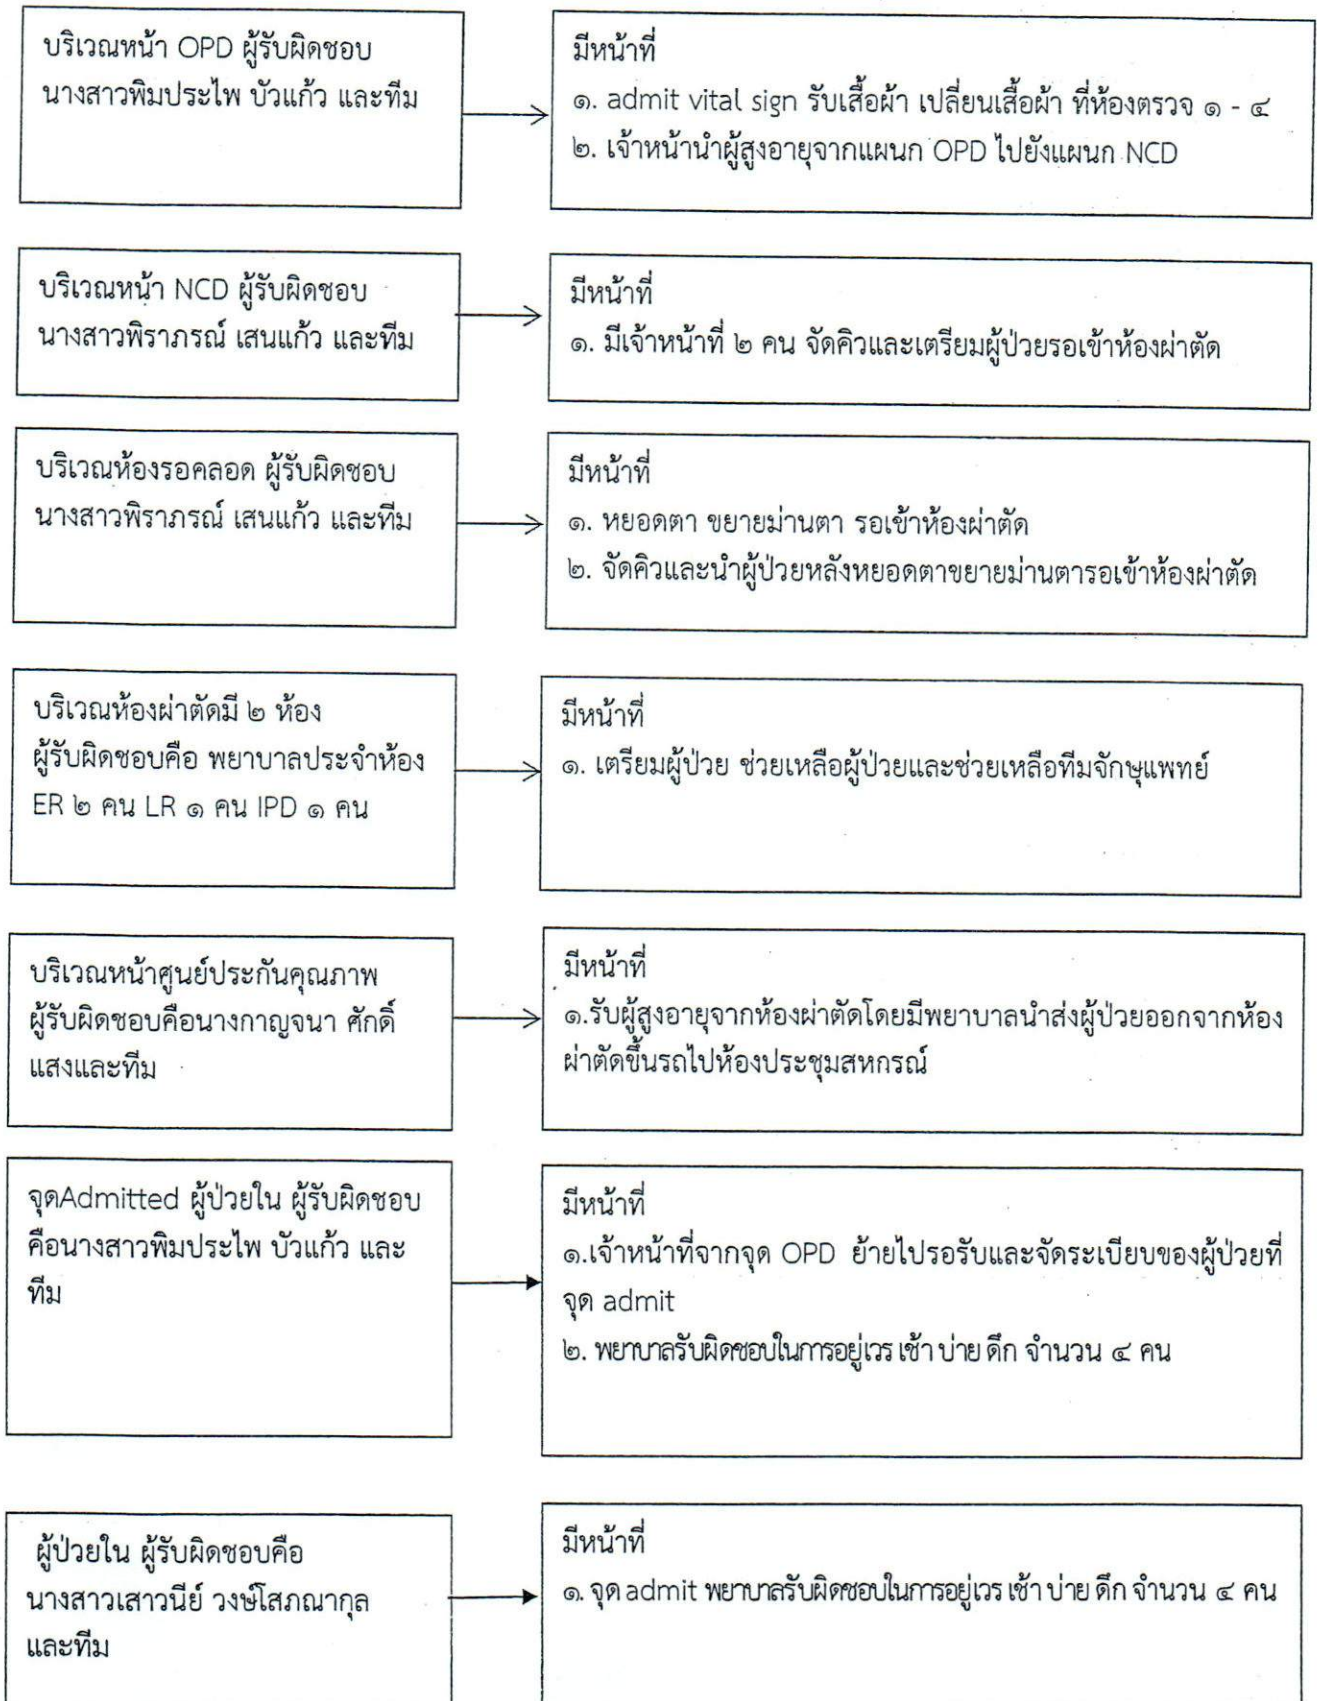 บริเวณหน้า OPD ผู้รับผิดชอบ
นางสาวพิมประไพ บัวแก้ว และทีม
มีหน้าที่
๑. admit vital sign รับเสื้อผ้า เปลี่ยนเสื้อผ้า ที่ห้องตรวจ ๑ - ๔
๒. เจ้าหน้านำผู้สูงอายุจากแผนก OPD ไปยังแผนก NCD
บริเวณหน้า NCD ผู้รับผิดชอบ
นางสาวพิราภรณ์ เสนแก้ว และทีม
มีหน้าที่
๑. มีเจ้าหน้าที่ ๒ คน จัดคิวและเตรียมผู้ป่วยรอเข้าห้องผ่าตัด
บริเวณห้องรอคลอด ผู้รับผิดชอบ
นางสาวพิราภรณ์ เสนแก้ว และทีม
มีหน้าที่
๑. หยอดตา ขยายม่านตา รอเข้าห้องผ่าตัด
๒. จัดคิวและนำผู้ป่วยหลังหยอดตาขยายม่านตารอเข้าห้องผ่าตัด
บริเวณห้องผ่าตัดมี ๒ ห้อง
ผู้รับผิดชอบคือ พยาบาลประจำห้อง
ER ๒ คน LR ๑ คน IPD ๑ คน
มีหน้าที่
๑. เตรียมผู้ป่วย ช่วยเหลือผู้ป่วยและช่วยเหลือทีมจักษุแพทย์
บริเวณหน้าศูนย์ประกันคุณภาพ
ผู้รับผิดชอบคือนางกาญจนา ศักดิ์
แสงและทีม
มีหน้าที่
๑.รับผู้สูงอายุจากห้องผ่าตัดโดยมีพยาบาลนำส่งผู้ป่วยออกจากห้อง
ผ่าตัดขึ้นรถไปห้องประชุมสหกรณ์
จุดAdmitted ผู้ป่วยใน ผู้รับผิดชอบ
คือนางสาวพิมประไพ บัวแก้ว และ
ทีม
มีหน้าที่
๑.เจ้าหน้าที่จากจุด OPD ย้ายไปรอรับและจัดระเบียบของผู้ป่วยที่
จุด admit
๒. พยาบาลรับผิดชอบในการอยู่เวร เช้า บ่าย ดึก จำนวน ๔ คน
ผู้ป่วยใน ผู้รับผิดชอบคือ
นางสาวเสาวนีย์ วงษ์โสภณากุล
และทีม
มีหน้าที่
๑. จุด admit พยาบาลรับผิดชอบในการอยู่เวร เช้า บ่าย ดึก จำนวน ๔ คน